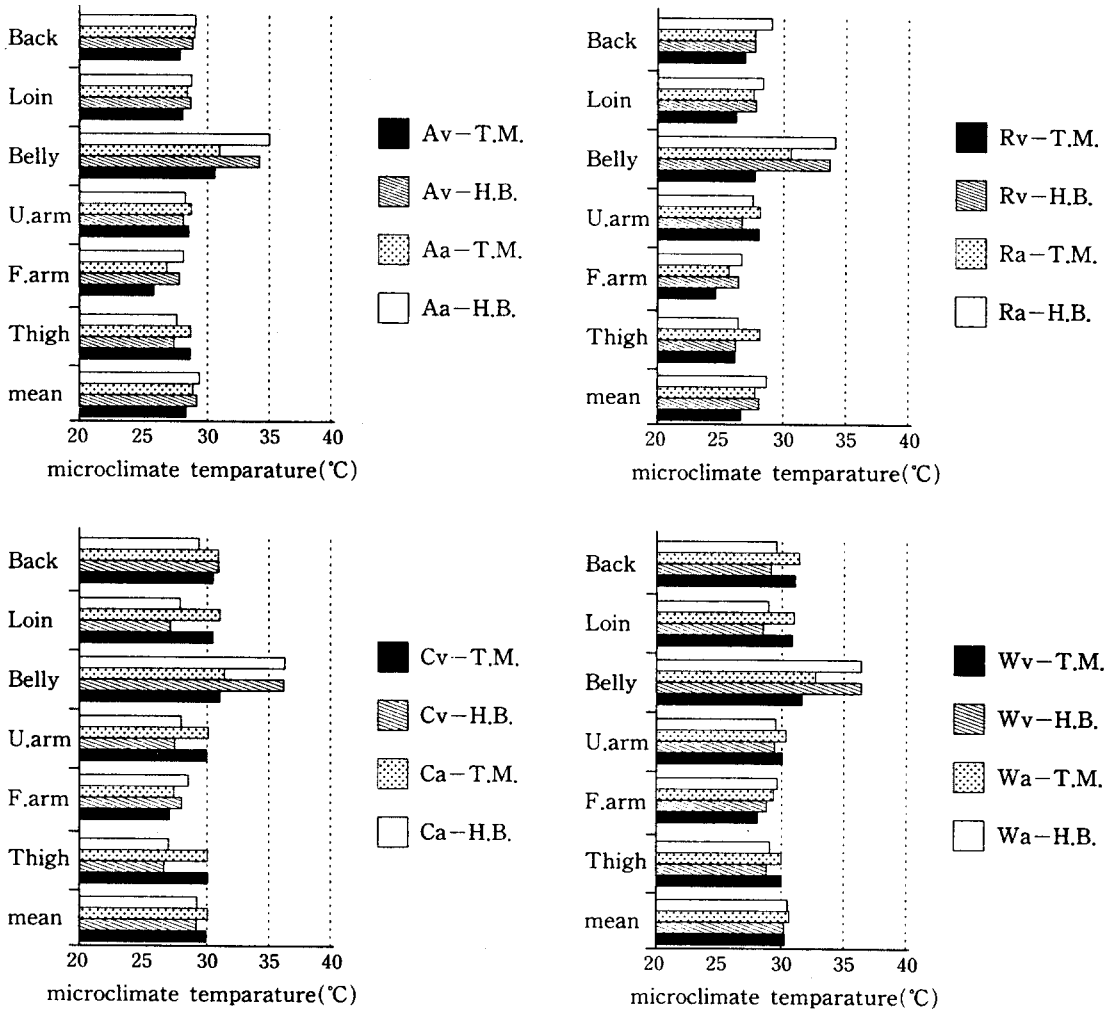 Back
Loin
Belly
U.arm
F.arm
Thigh
mean
20 25 30 35 40
microclimate temparature(℃)
Av-T.M.
Av-H.B.
Aa-T.M.
Aa-H.B.
Back
Loin
Belly
U.arm
F.arm
Thigh
mean
20 25 30 35 40
microclimate temparature(℃)
Rv-T.M.
Rv-H.B.
Ra-T.M.
Ra-H.B.
Back
Loin
Belly
U.arm
F.arm
Thigh
mean
20 25 30 35 40
microclimate temparature(℃)
Cv-T.M.
Cv-H.B.
Ca-T.M.
Ca-H.B.
Back
Loin
Belly
U.arm
F.arm
Thigh
mean
20 25 30 35 40
microclimate temparature(℃)
Wv-T.M.
Wv-H.B.
Wa-T.M.
Wa-H.B.